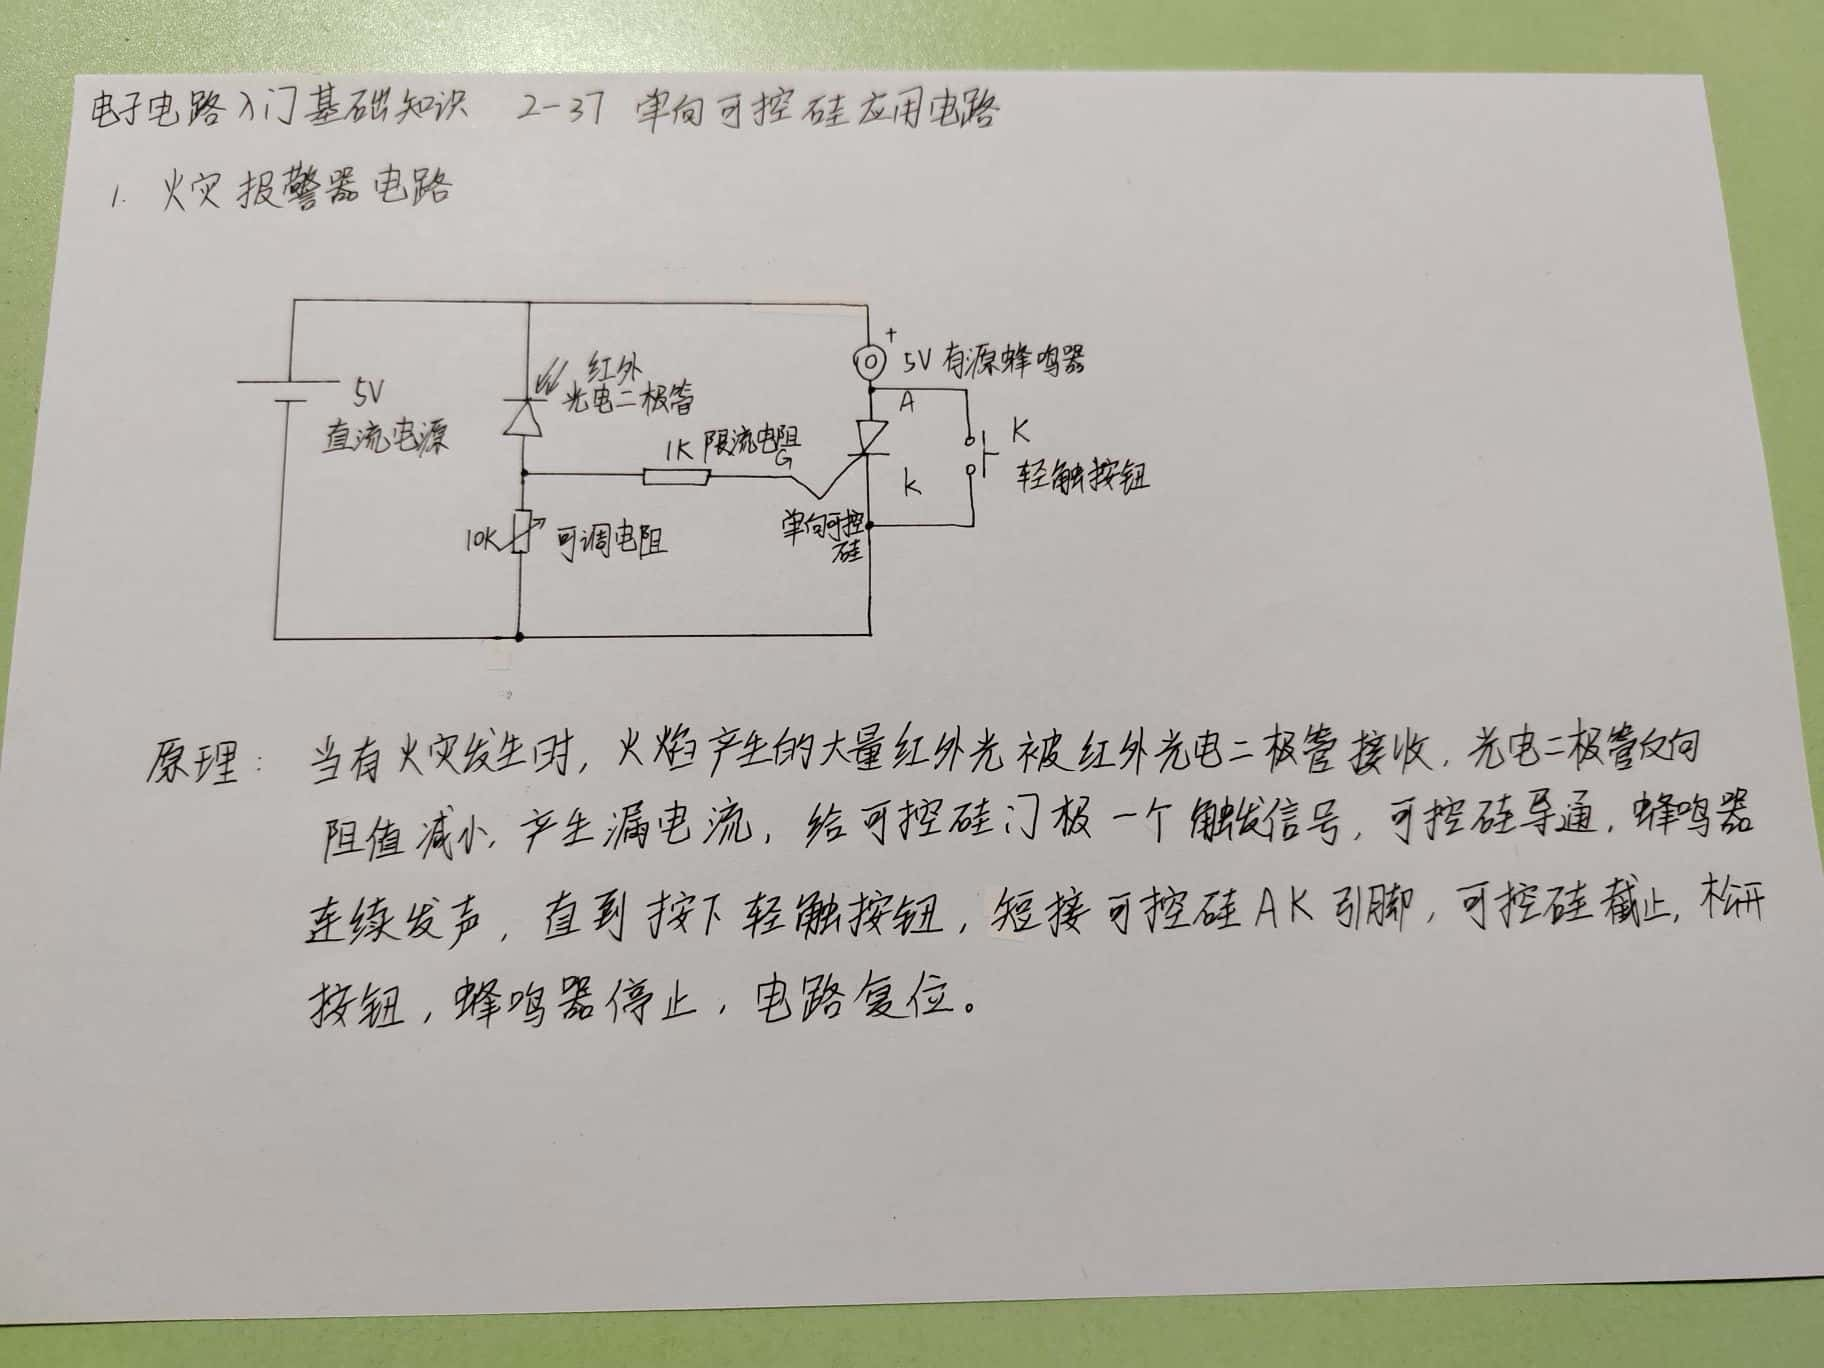 电子电路入门基础知识 2-37 单向可控硅应用电路
1. 火灾报警器电路
+
5V 有源蜂鸣器
红外
光电二极管
5V
直流电源
A
K
轻触按钮
1K 限流电阻
G
K
单向可控
硅
10K 可调电阻
原理: 当有火灾发生时, 火焰产生的大量红外光被红外光电二极管接收, 光电二极管反向
阻值减小, 产生漏电流, 给可控硅门极一个触发信号, 可控硅导通, 蜂鸣器
连续发声, 直到按下轻触按钮, 短接可控硅AK引脚, 可控硅截止, 松开
按钮, 蜂鸣器停止, 电路复位。